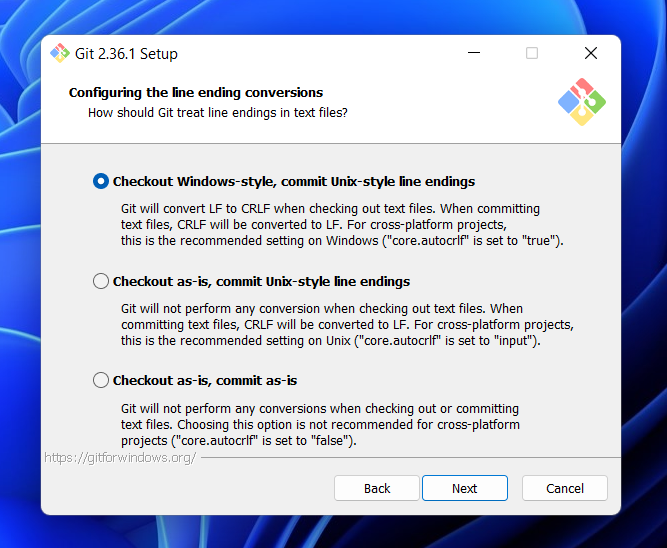 Git 2.36.1 Setup
Configuring the line ending conversions
How should Git treat line endings in text files?
Checkout Windows-style, commit Unix-style line endings
Git will convert LF to CRLF when checking out text files. When committing
text files, CRLF will be converted to LF. For cross-platform projects,
this is the recommended setting on Windows ("core.autocrlf" is set to "true").
Checkout as-is, commit Unix-style line endings
Git will not perform any conversion when checking out text files. When
committing text files, CRLF will be converted to LF. For cross-platform projects,
this is the recommended setting on Unix ("core.autocrlf" is set to "input").
Checkout as-is, commit as-is
Git will not perform any conversions when checking out or committing
text files. Choosing this option is not recommended for cross-platform
projects ("core.autocrlf" is set to "false").
https://gitforwindows.org/
Back Next Cancel